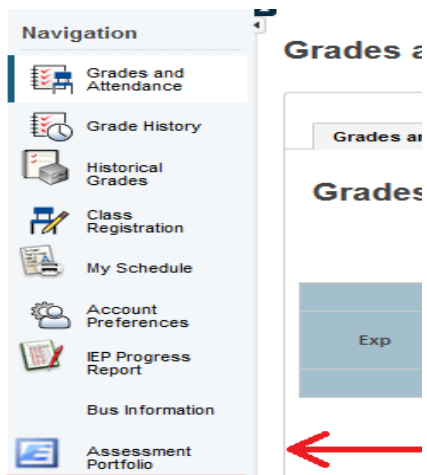 Navigation
Grades and
Attendance
Grade History
Historical
Grades
Class
Registration
My Schedule
Account
Preferences
IEP Progress
Report
Bus Information
Assessment
Portfolio
Grades a
Grades an
Grades
Exp